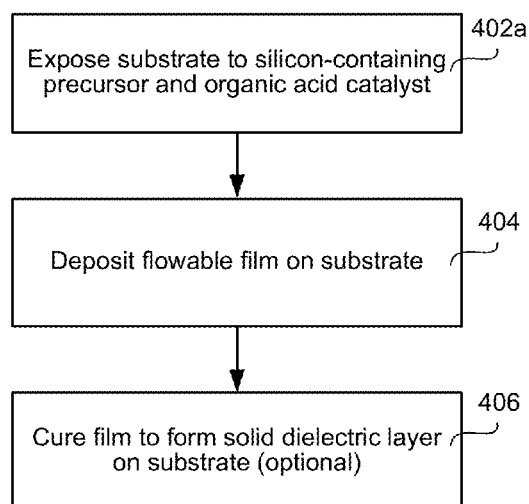 402a
Expose substrate to silicon-containing
precursor and organic acid catalyst
404
Deposit flowable film on substrate
406
Cure film to form solid dielectric layer
on substrate (optional)